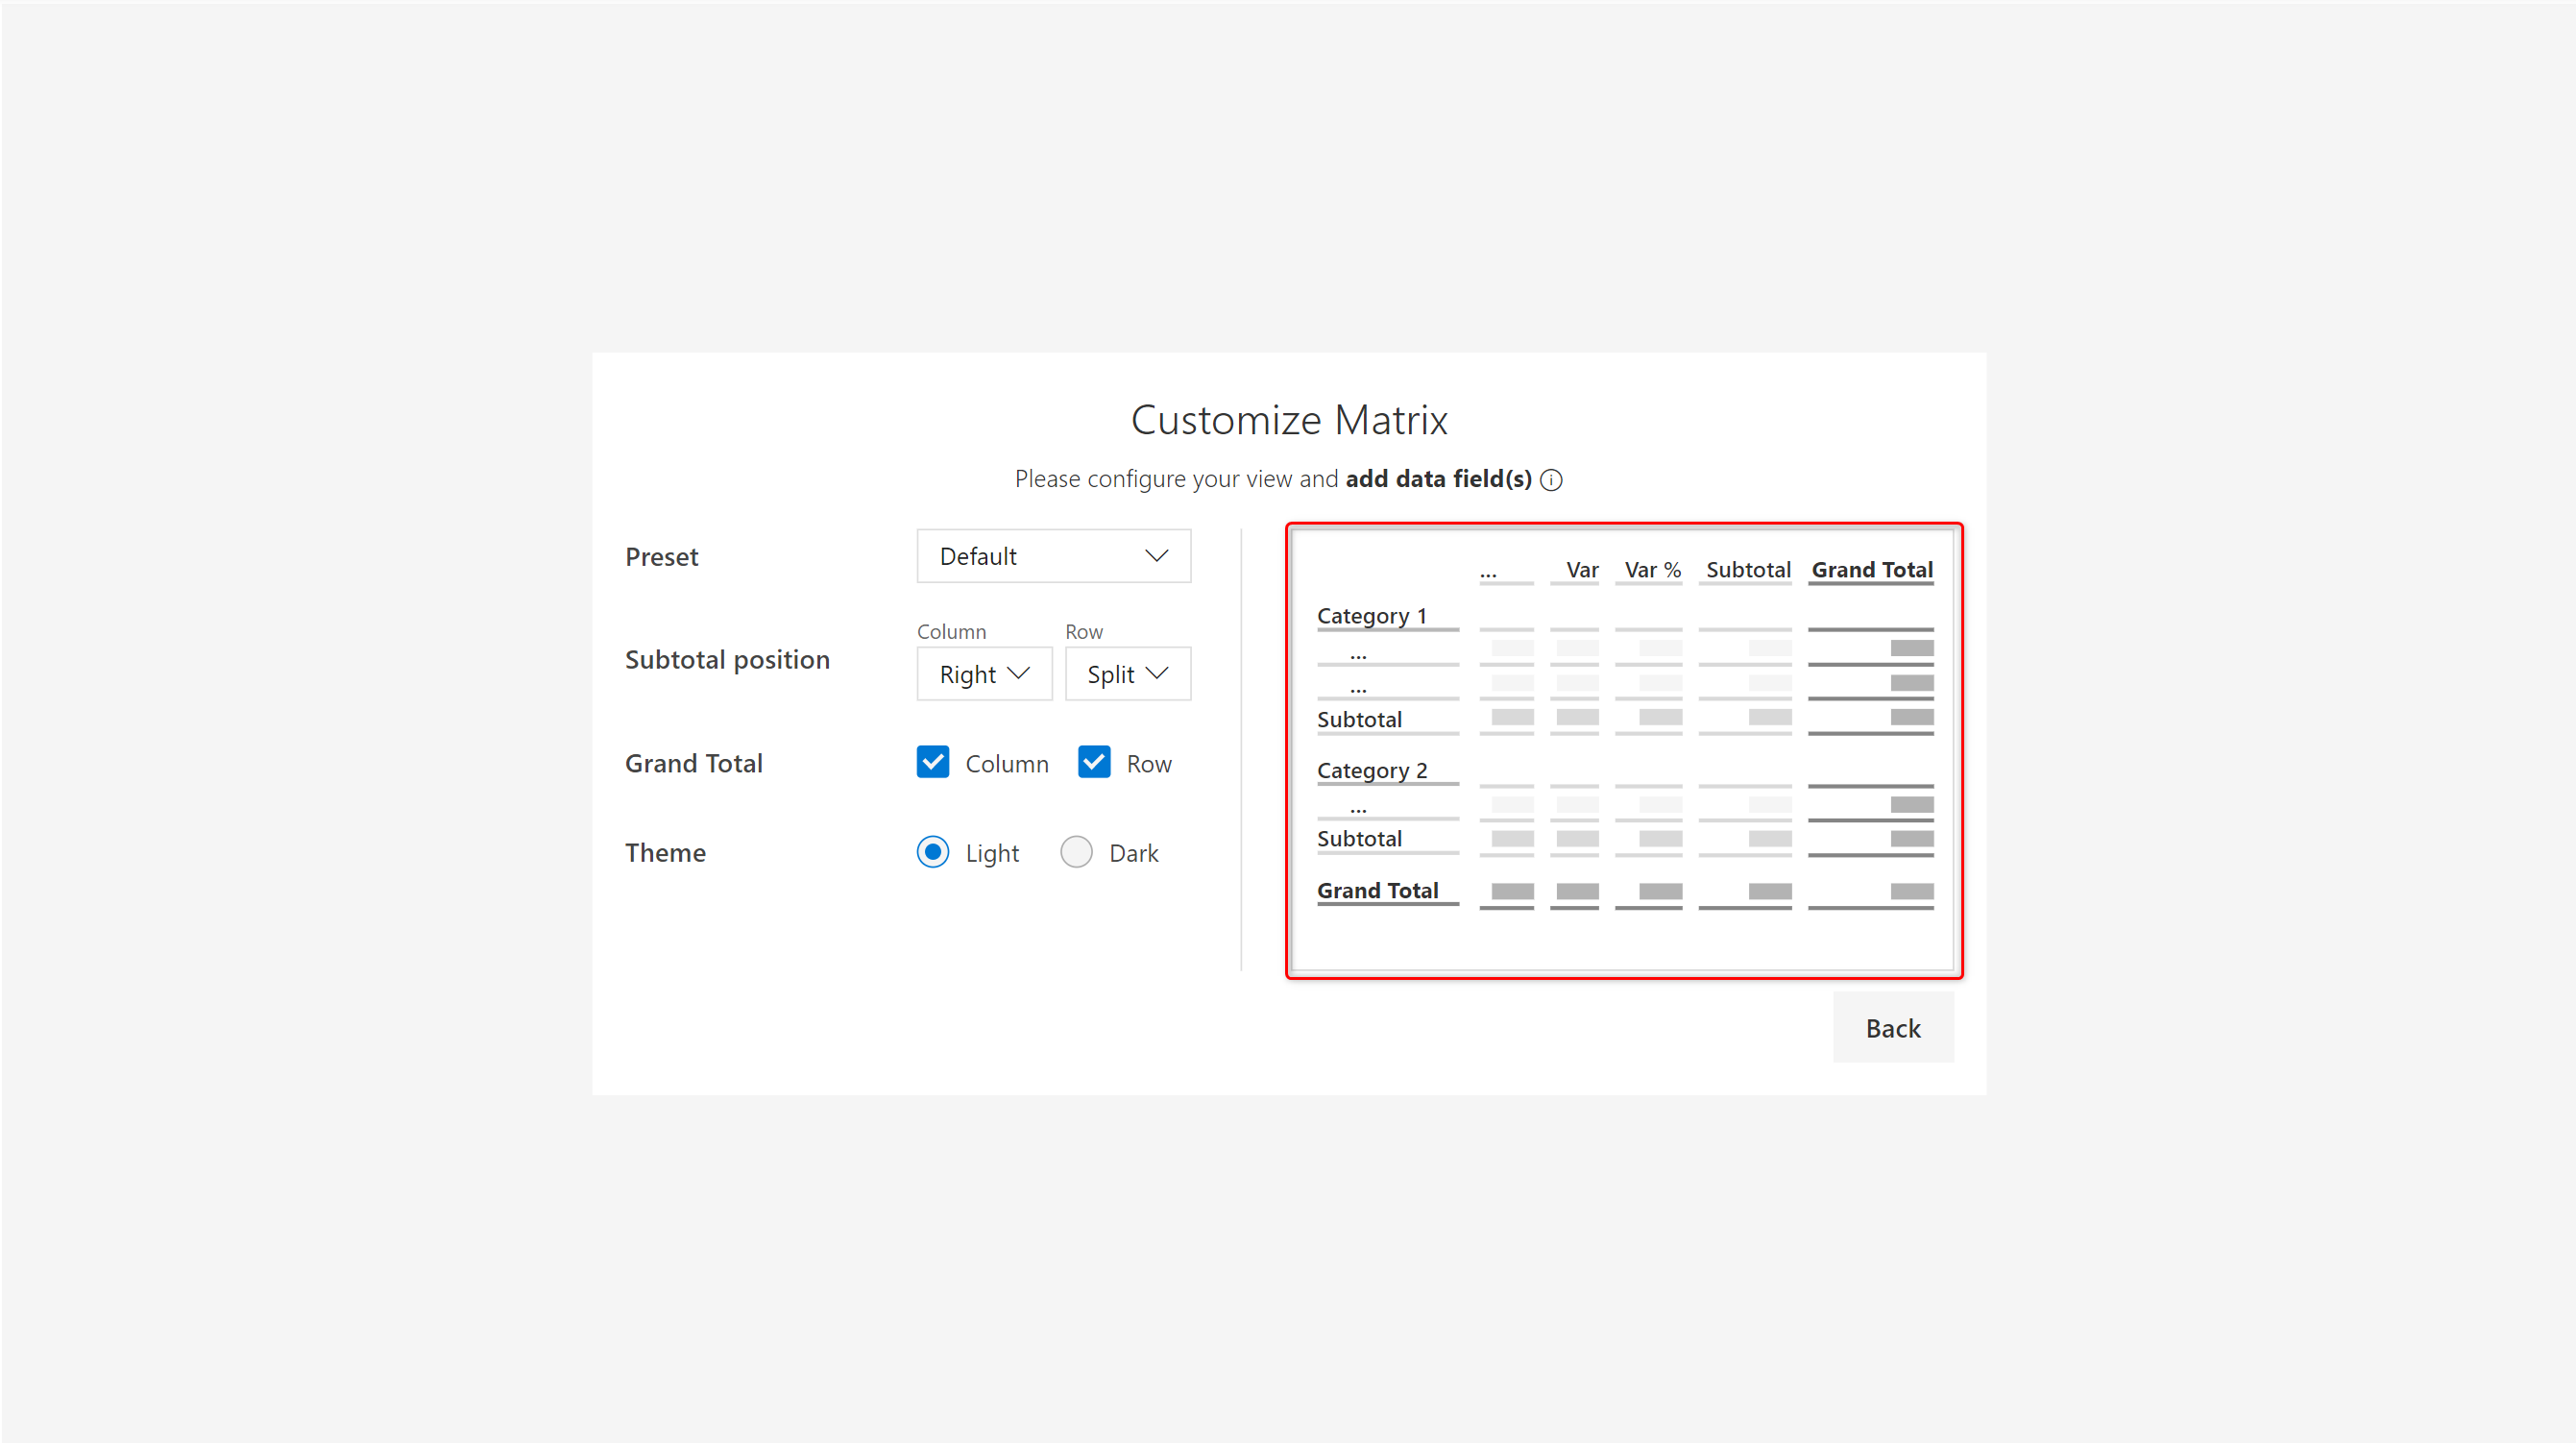 Customize Matrix
Please configure your view and add data field(s)
Preset
Default
Subtotal position
Column
Row
Right
Split
Grand Total
Column
Row
Theme
Light
Dark
... Var Var % Subtotal Grand Total
Category 1
...
...
Subtotal
Category 2
...
Subtotal
Grand Total
Back